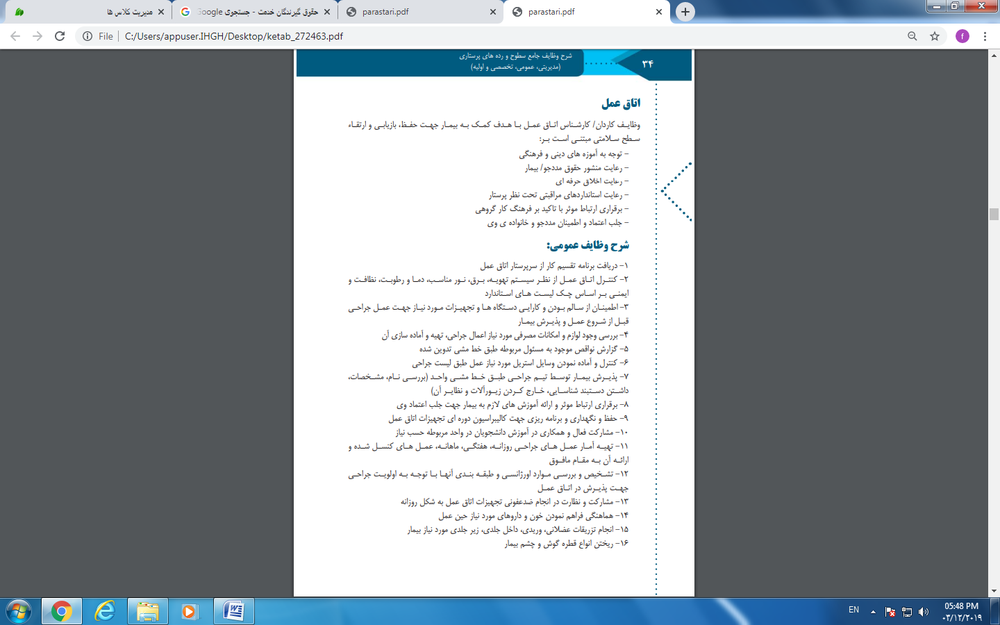 مدیریت کلاس ها
حقوق گیرندگان خدمت - جستجوی Google
parastari.pdf
parastari.pdf
File | C:/Users/appuser.IHGH/Desktop/ketab_272463.pdf
f
شرح وظایف جامع سطوح و رده های پرستاری
(مدیریتی، عمومی، تخصصی و اولیه)
۳۴
اتاق عمل
وظایف کاردان/ کارشناس اتاق عمل با هدف کمک به بیمار جهت حفظ، بازیابی و ارتقاء
سطح سلامتی مبتنی است بر:
- توجه به آموزه های دینی و فرهنگی
- رعایت منشور حقوق مددجو/ بیمار
- رعایت اخلاق حرفه ای
- رعایت استانداردهای مراقبتی تحت نظر پرستار
- برقراری ارتباط موثر با تاکید بر فرهنگ کار گروهی
- جلب اعتماد و اطمینان مددجو و خانواده ی وی
شرح وظایف عمومی:
۱- دریافت برنامه تقسیم کار از سرپرستار اتاق عمل
۲- کنترل اتاق عمل از نظر سیستم تهویه، برق، نور مناسب، دما و رطوبت، نظافت و
ایمنی بر اساس چک لیست های استاندارد
۳- اطمینان از سالم بودن و کارایی دستگاه ها و تجهیزات مورد نیاز جهت عمل جراحی
قبل از شروع عمل و پذیرش بیمار
۴- بررسی وجود لوازم و امکانات مصرفی مورد نیاز اعمال جراحی، تهیه و آماده سازی آن
۵- گزارش نواقص موجود به مسئول مربوطه طبق خط مشی تدوین شده
۶- کنترل و آماده نمودن وسایل استریل مورد نیاز عمل طبق لیست جراحی
۷- پذیرش بیمار توسط تیم جراحی طبق خط مشی واحد (بررسی نام، مشخصات،
داشتن دستبند شناسایی، خارج کردن زیورآلات و نظایر آن)
۸- برقراری ارتباط موثر و ارائه آموزش های لازم به بیمار جهت جلب اعتماد وی
۹- حفظ و نگهداری و برنامه ریزی جهت کالیبراسیون دوره ای تجهیزات اتاق عمل
۱۰- مشارکت فعال و همکاری در آموزش دانشجویان در واحد مربوطه حسب نیاز
۱۱- تهیه آمار عمل های جراحی روزانه، هفتگی، ماهانه، عمل های کنسل شده و
ارائه آن به مقام مافوق
۱۲- تشخیص و بررسی موارد اورژانسی و طبقه بندی آنها با توجه به اولویت جراحی
جهت پذیرش در اتاق عمل
۱۳- مشارکت و نظارت در انجام ضدعفونی تجهیزات اتاق عمل به شکل روزانه
۱۴- هماهنگی فراهم نمودن خون و داروهای مورد نیاز حین عمل
۱۵- انجام تزریقات عضلانی، وریدی، داخل جلدی، زیر جلدی مورد نیاز بیمار
۱۶- ریختن انواع قطره گوش و چشم بیمار
EN
05:48 PM
۰۳/۱۲/۲۰۱۹